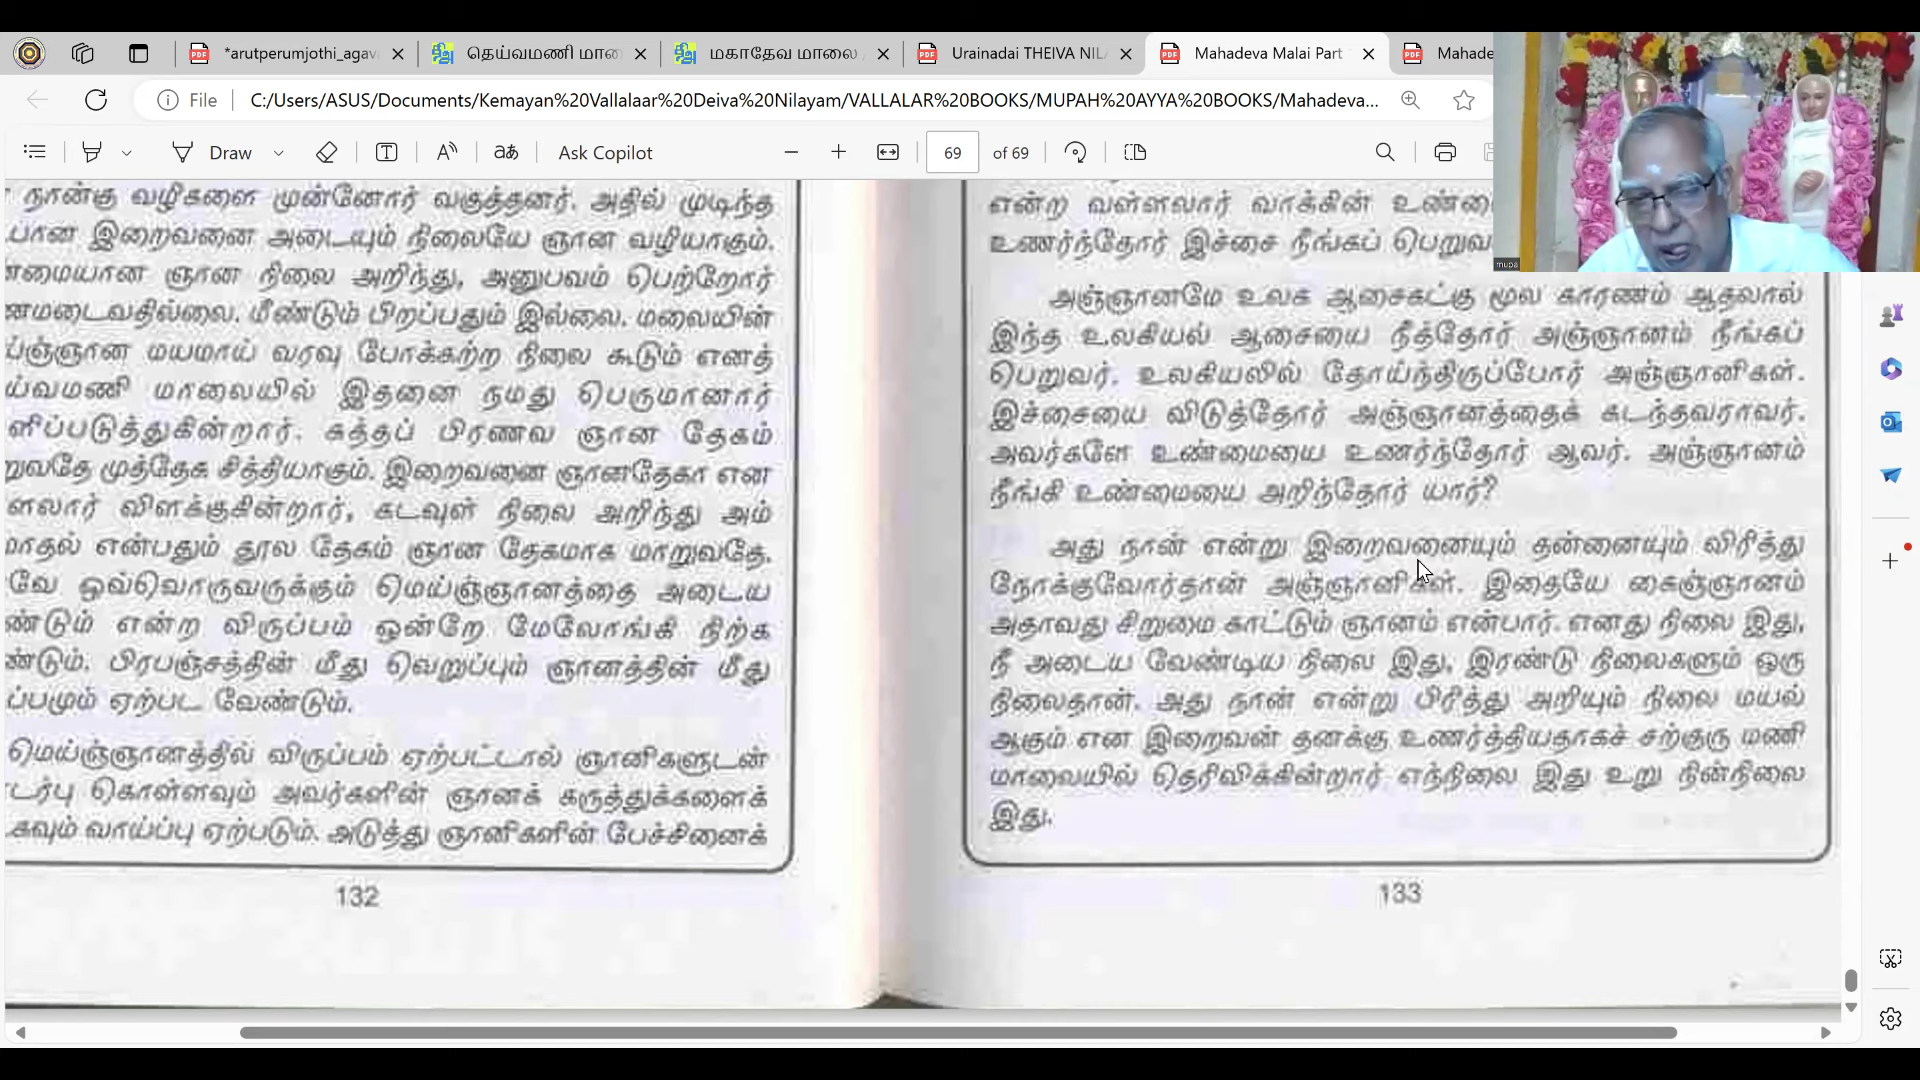 *arutperumjothi_agav
தெய்வமணி மாலை
மகாதேவ மாலை
Urainadai THEIVA NILA
Mahadeva Malai Part
Mahade
File
C:/Users/ASUS/Documents/Kemayan%20Vallalaar%20Deiva%20Nilayam/VALLALAR%20BOOKS/MUPAH%20AYYA%20BOOKS/Mahadeva...
Draw
Ask Copilot
69
of 69
mupa
நான்கு வழிகளை முன்னோர் வகுத்தனர். அதில் முடிந்த
பான இறைவனை அடையும் நிலையே ஞான வழியாகும்.
மையான ஞான நிலை அறிந்து, அனுபவம் பெற்றோர்
ணமடைவதில்லை. மீண்டும் பிறப்பதும் இல்லை. மலையின்
ய்ஞ்ஞான மயமாய் வரவு போக்கற்ற நிலை கூடும் எனத்
ய்வமணி மாலையில் இதனை நமது பெருமானார்
ளிப்படுத்துகின்றார். சுத்தப் பிரணவ ஞான தேகம்
றுவதே முத்தேக சித்தியாகும். இறைவனை ஞானதேகா என
ளலார் விளக்குகின்றார், கடவுள் நிலை அறிந்து அம்
மாதல் என்பதும் தூல தேகம் ஞான தேகமாக மாறுவதே.
வே ஒவ்வொருவருக்கும் மெய்ஞ்ஞானத்தை அடைய
ண்டும் என்ற விருப்பம் ஒன்றே மேலோங்கி நிற்க
ண்டும். பிரபஞ்சத்தின் மீது வெறுப்பும் ஞானத்தின் மீது
ப்பமும் ஏற்பட வேண்டும்.
மெய்ஞ்ஞானத்தில் விருப்பம் ஏற்பட்டால் ஞானிகளுடன்
டர்பு கொள்ளவும் அவர்களின் ஞானக் கருத்துக்களைக்
கவும் வாய்ப்பு ஏற்படும். அடுத்து ஞானிகளின் பேச்சினைக்
132
என்ற வள்ளலார் வாக்கின்
உணர்ந்தோர் இச்சை நீங்கப் பெறுவ
அஞ்ஞானமே உலக ஆசைகட்கு மூல காரணம் ஆதலால்
இந்த உலகியல் ஆசையை நீத்தோர் அஞ்ஞானம் நீங்கப்
பெறுவர். உலகியலில் தோய்ந்திருப்போர் அஞ்ஞானிகள்.
இச்சையை விடுத்தோர் அஞ்ஞானத்தைக் கடந்தவராவர்.
அவர்களே உண்மையை உணர்ந்தோர் ஆவர். அஞ்ஞானம்
நீங்கி உண்மையை அறிந்தோர் யார்?
அது நான் என்று இறைவனையும் தன்னையும் விரித்து
நோக்குவோர்தான் அஞ்ஞானிகள். இதையே கைஞ்ஞானம்
அதாவது சிறுமை காட்டும் ஞானம் என்பார். எனது நிலை இது,
நீ அடைய வேண்டிய நிலை இது, இரண்டு நிலைகளும் ஒரு
நிலைதான். அது நான் என்று பிரித்து அறியும் நிலை மயல்
ஆகும் என இறைவன் தனக்கு உணர்த்தியதாகச் சற்குரு மணி
மாலையில் தெரிவிக்கின்றார் எந்நிலை இது உறு நின்நிலை
இது.
133